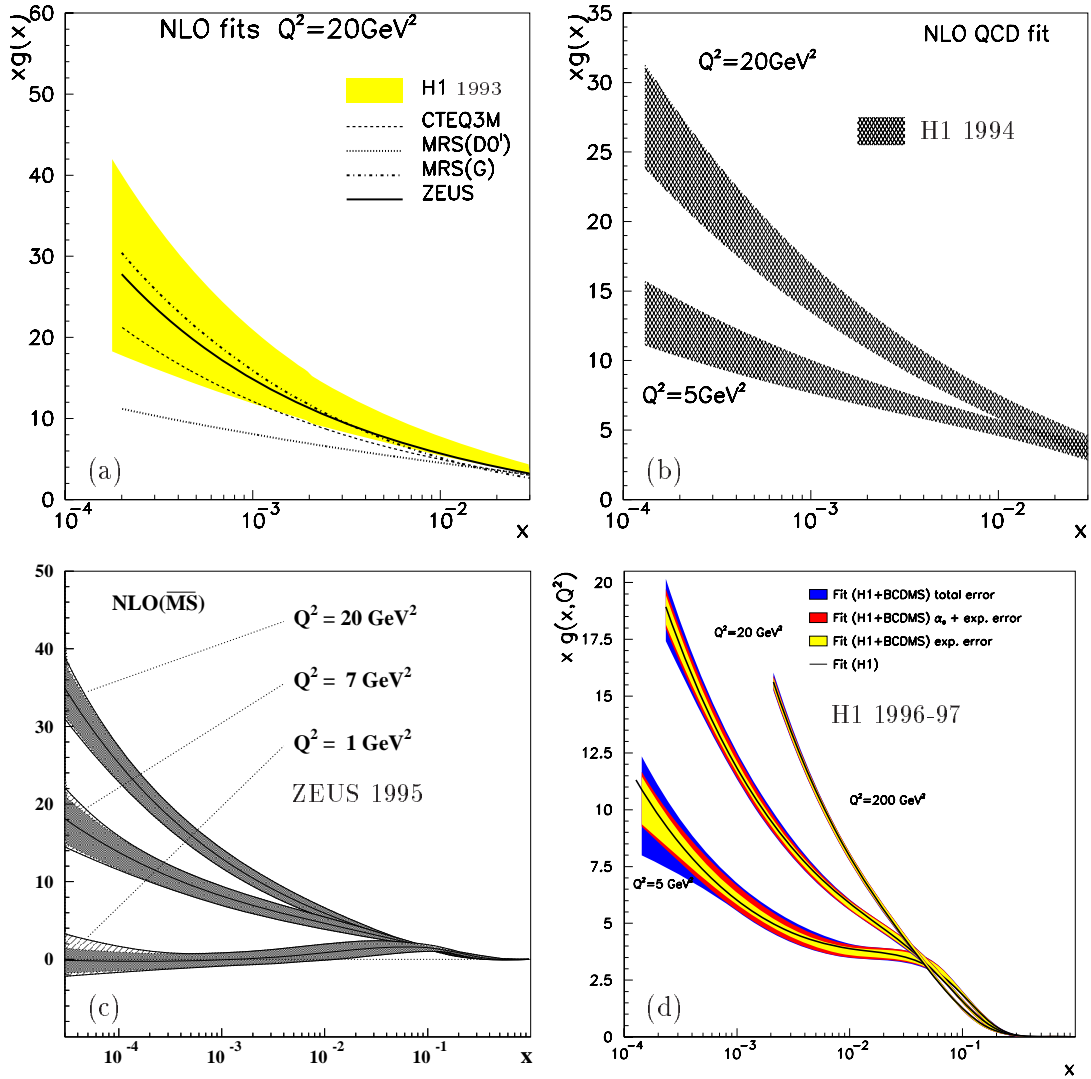 xg(x)
NLO fits Q²=20GeV²
H1 1993
CTEQ3M
MRS(D0')
MRS(G)
ZEUS
60
50
40
30
20
10
0
(a)
10⁻⁴ 10⁻³ 10⁻²
x
xg(x)
NLO QCD fit
Q²=20GeV²
H1 1994
Q²=5GeV²
35
30
25
20
15
10
5
0
(b)
10⁻⁴ 10⁻³ 10⁻²
x
NLO(M̅S̅)
Q² = 20 GeV²
Q² = 7 GeV²
Q² = 1 GeV²
ZEUS 1995
50
40
30
20
10
0
(c)
10⁻⁴ 10⁻³ 10⁻² 10⁻¹ x
x g(x,Q²)
Fit (H1+BCDMS) total error
Fit (H1+BCDMS) αₛ + exp. error
Fit (H1+BCDMS) exp. error
Fit (H1)
Q²=20 GeV²
H1 1996-97
Q²=200 GeV²
Q²=5 GeV²
20
17.5
15
12.5
10
7.5
5
2.5
0
(d)
10⁻⁴ 10⁻³ 10⁻² 10⁻¹
x